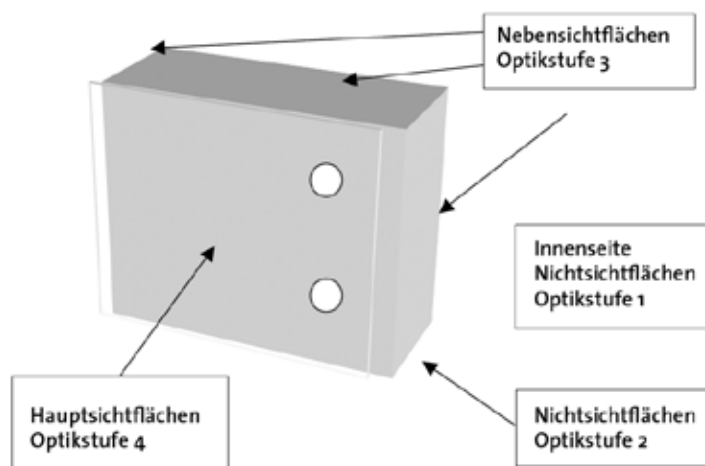 Nebensichtflächen
Optikstufe 3
Innenseite
Nichtsichtflächen
Optikstufe 1
Hauptsichtflächen
Optikstufe 4
Nichtsichtflächen
Optikstufe 2